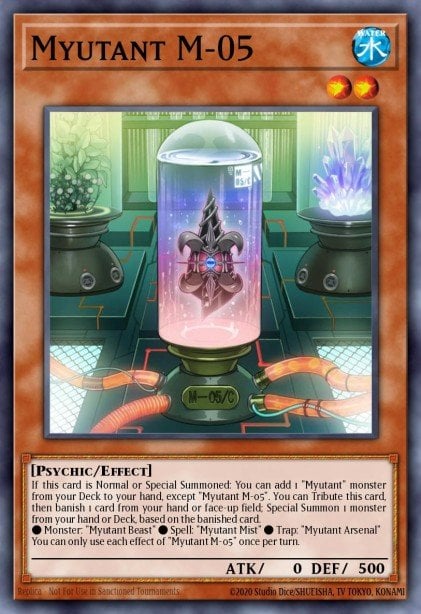 Myutant M-05
WATER
水
M-
05/C
M-05/C
[Psychic/Effect]
If this card is Normal or Special Summoned: You can add 1 "Myutant" monster
from your Deck to your hand, except "Myutant M-05". You can Tribute this card,
then banish 1 card from your hand or face-up field; Special Summon 1 monster
from your hand or Deck, based on the banished card.
● Monster: "Myutant Beast" ● Spell: "Myutant Mist" ● Trap: "Myutant Arsenal"
You can only use each effect of "Myutant M-05" once per turn.
ATK/ 0 DEF/ 500
Replica - Not For Use in Sanctioned Tournaments
©2020 Studio Dice/SHUEISHA, TV TOKYO, KONAMI